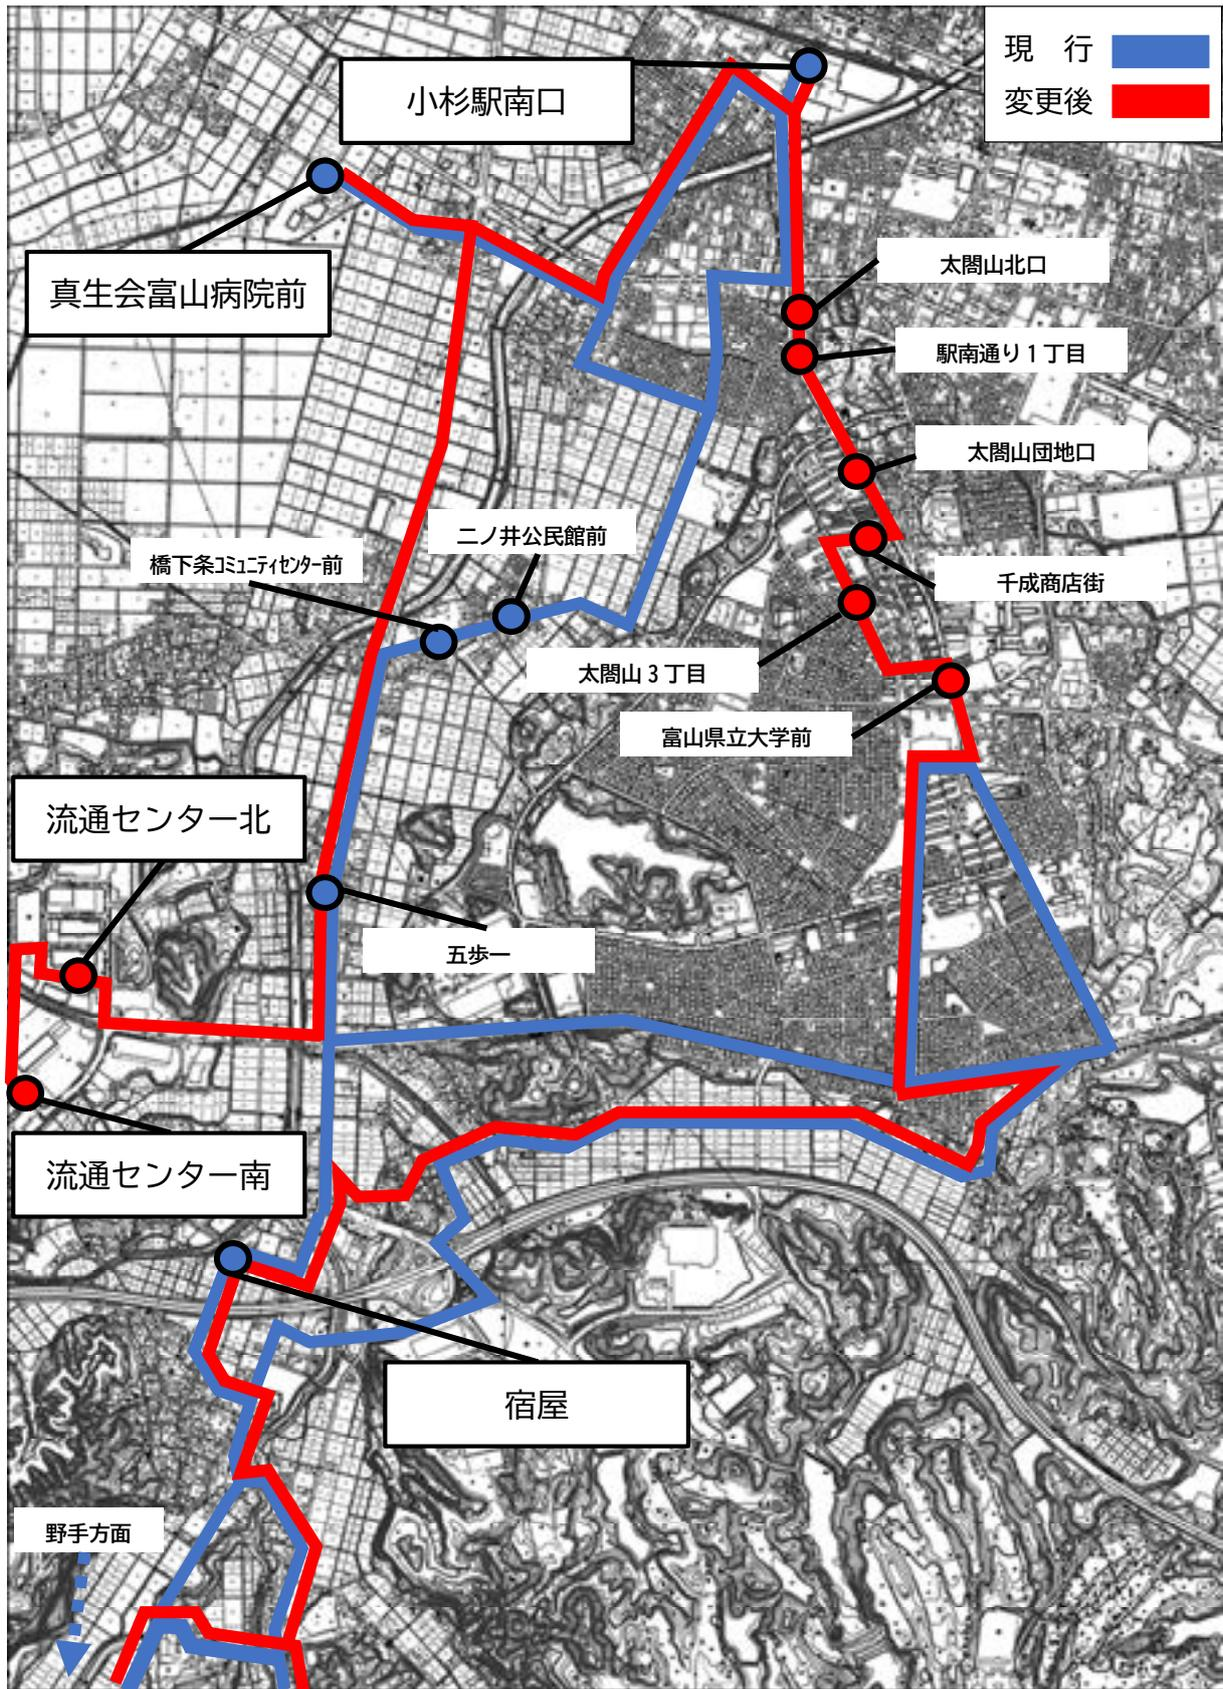 現　行
変更後
小杉駅南口
真生会富山病院前
太閤山北口
駅南通り１丁目
太閤山団地口
二ノ井公民館前
橋下条ｺﾐｭﾆﾃｨｾﾝﾀｰ前
千成商店街
太閤山３丁目
富山県立大学前
流通センター北
五歩一
流通センター南
宿屋
野手方面